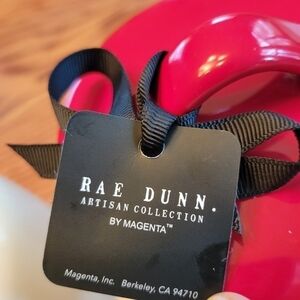 RAE DUNN.
ARTISAN COLLECTION
BY MAGENTA™
Magenta, Inc. Berkeley, CA 94710